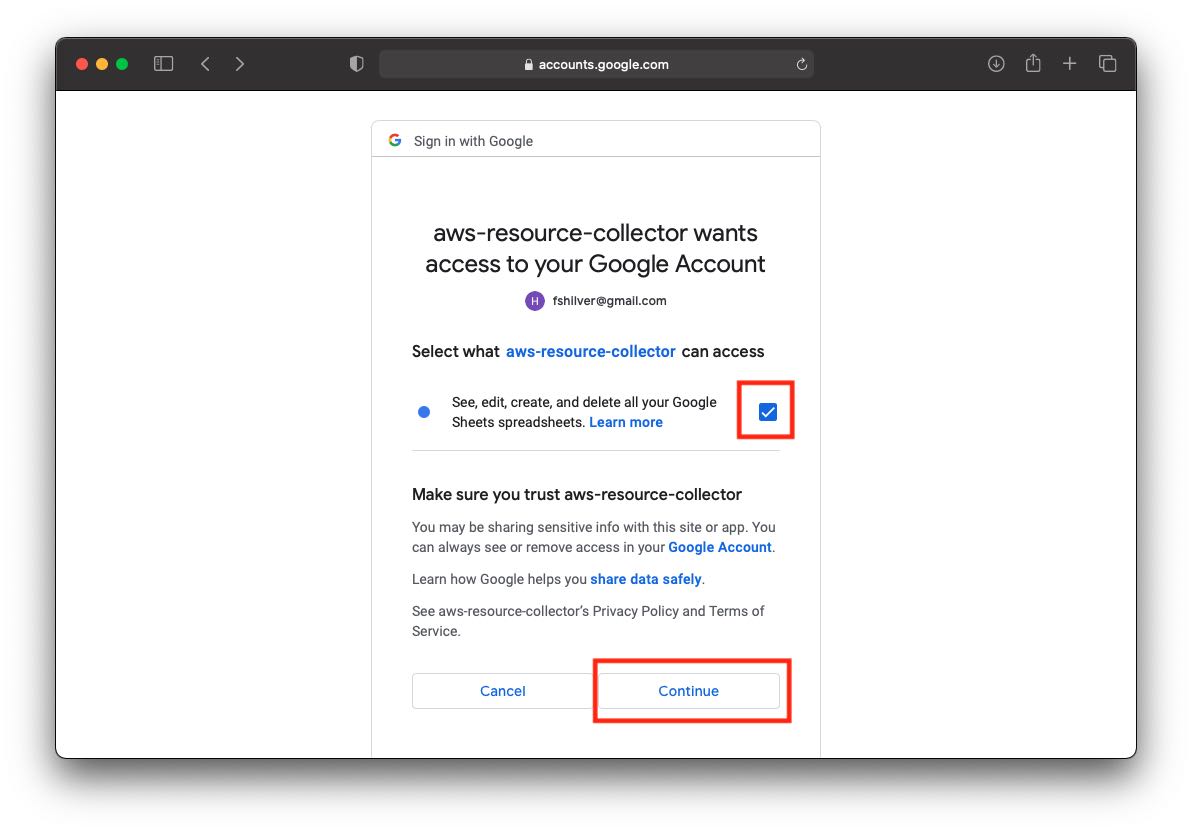 accounts.google.com
Sign in with Google
aws-resource-collector wants
access to your Google Account
H fshilver@gmail.com
Select what aws-resource-collector can access
See, edit, create, and delete all your Google
Sheets spreadsheets. Learn more
Make sure you trust aws-resource-collector
You may be sharing sensitive info with this site or app. You
can always see or remove access in your Google Account.
Learn how Google helps you share data safely.
See aws-resource-collector’s Privacy Policy and Terms of
Service.
Cancel Continue